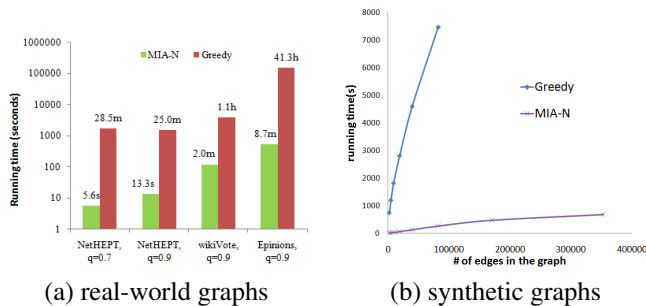 1000000
100000
10000
1000
100
10
1
Running time (seconds)
MIA-N Greedy
5.6s 28.5m 13.3s 25.0m 2.0m 1.1h 8.7m 41.3h
NetHEPT, NetHEPT, wikiVote, Epinions,
q=0.7 q=0.9 q=0.9 q=0.9
(a) real-world graphs
8000
7000
6000
5000
4000
3000
2000
1000
0
running time(s)
Greedy
MIA-N
0 100000 200000 300000 400000
# of edges in the graph
(b) synthetic graphs